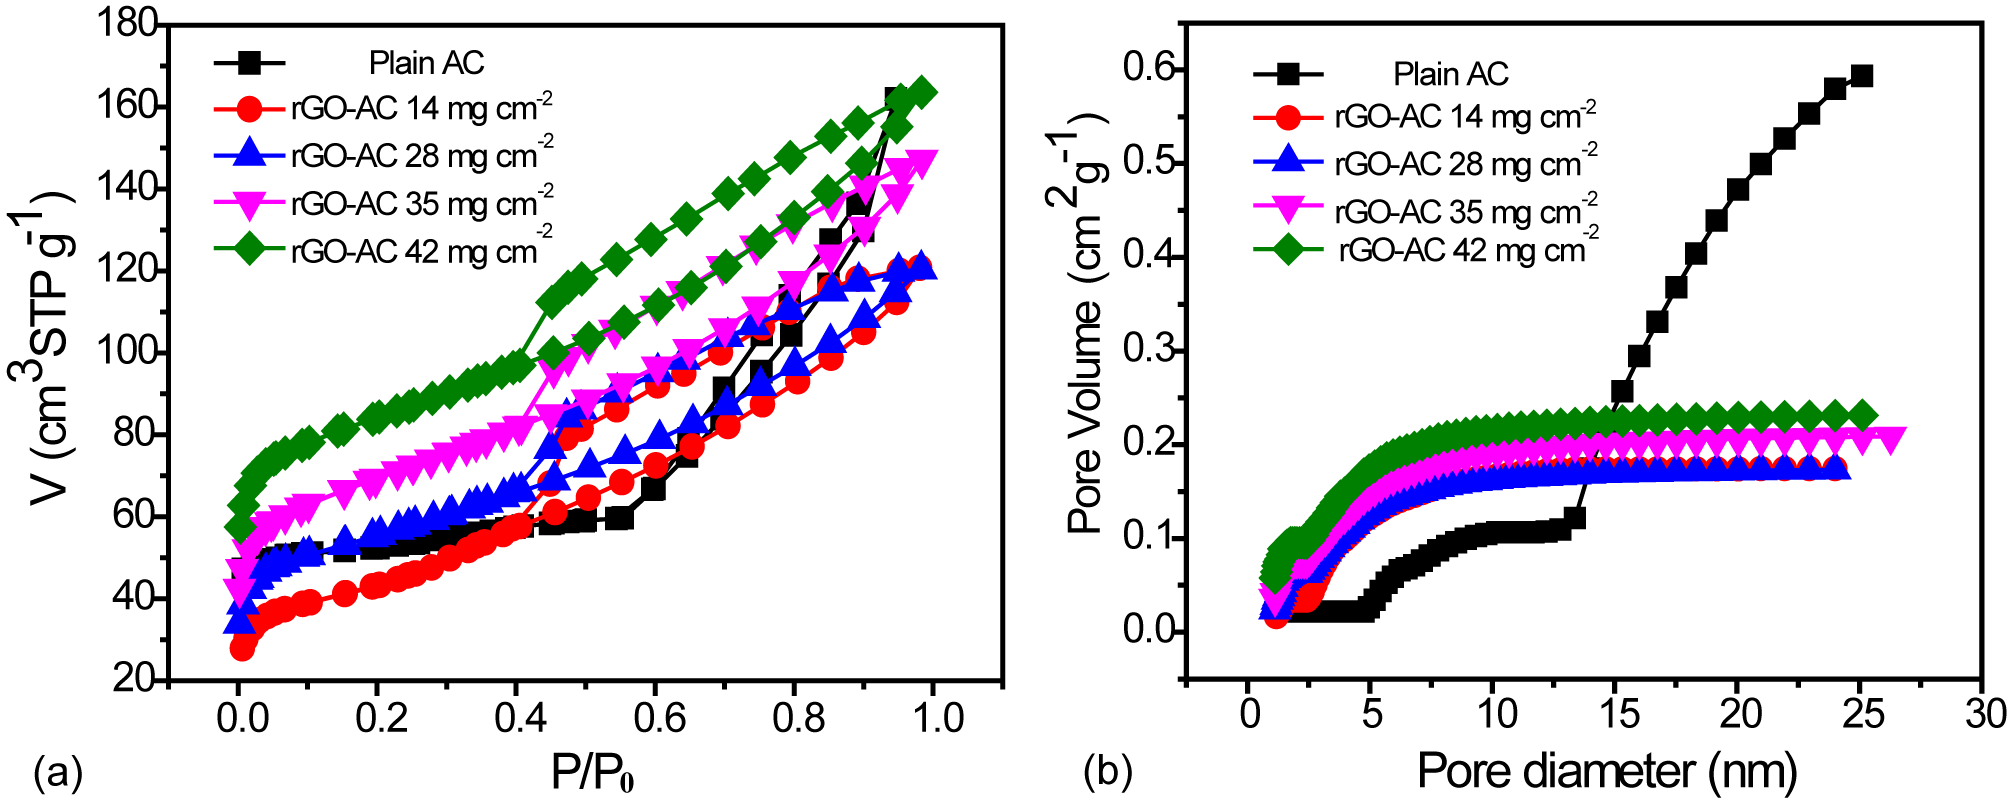 180
160
140
120
100
80
60
40
20
V (cm³STP g⁻¹)
Plain AC
rGO-AC 14 mg cm⁻²
rGO-AC 28 mg cm⁻²
rGO-AC 35 mg cm⁻²
rGO-AC 42 mg cm⁻²
0.0 0.2 0.4 0.6 0.8 1.0
P/P₀
(a)
0.6
0.5
0.4
0.3
0.2
0.1
0.0
Pore Volume (cm²g⁻¹)
Plain AC
rGO-AC 14 mg cm⁻²
rGO-AC 28 mg cm⁻²
rGO-AC 35 mg cm⁻²
rGO-AC 42 mg cm⁻²
0 5 10 15 20 25 30
Pore diameter (nm)
(b)